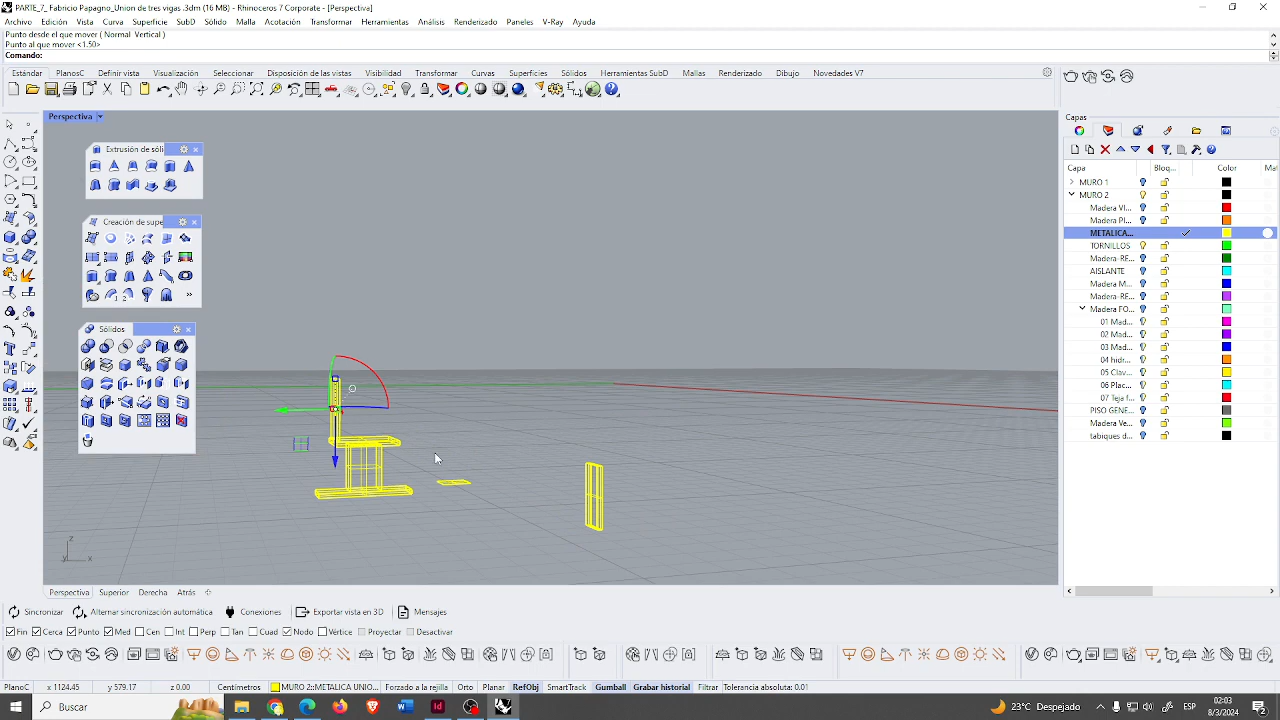 PARTE_7_ Fabricio Papagno_Union de tres vigas .3dm (16 MB) - Rhinoceros 7 Corporate - [Perspectiva]
Archivo Edición Vista Curva Superficie SubD Sólido Malla Acotación Transformar Herramientas Análisis Renderizado Paneles V-Ray Ayuda
Punto desde el que mover ( Normal Vertical )
Punto al que mover <1.50>
Comando:
Estándar PlanosC Definir vista Visualización Seleccionar Disposición de las vistas Visibilidad Transformar Curvas Superficies Sólidos Herramientas SubD Mallas Renderizado Dibujo Novedades V7
Perspectiva
Capas
Extrusión de sóli
Capa Bloq... Color Mat
MURO 1
MURO 2
Madera VI...
Creación de supe
Madera PI...
METALICA...
TORNILLOS
Madera-RE...
AISLANTE
Madera M...
Madera-RE...
Madera FO...
01 Mad...
Sólidos
02 Mad...
03 Mad...
04 hidr...
05 Clav...
06 Plac...
07 Teja f...
PISO GENE...
Madera Ve...
tabriques d...
z
y x
Perspectiva Superior Derecha Atrás
Sincronizar Alternar sincronización automática Conexiones Exportar vista en 3D Mensajes
Fin Cerca Punto Med Cen Int Perp Tan Cuad Nodo Vértice Proyectar Desactivar
PlanoC x 1124.45 y 579.17 z 0.00 Centímetros MURO 2::METALICA UNIO... Forzado a la rejilla Orto Planar RefObj SmartTrack Gumball Grabar historial Filtrar Tolerancia absoluta: 0.01
Buscar
23°C Despejado ESP
02:03
8/3/2024